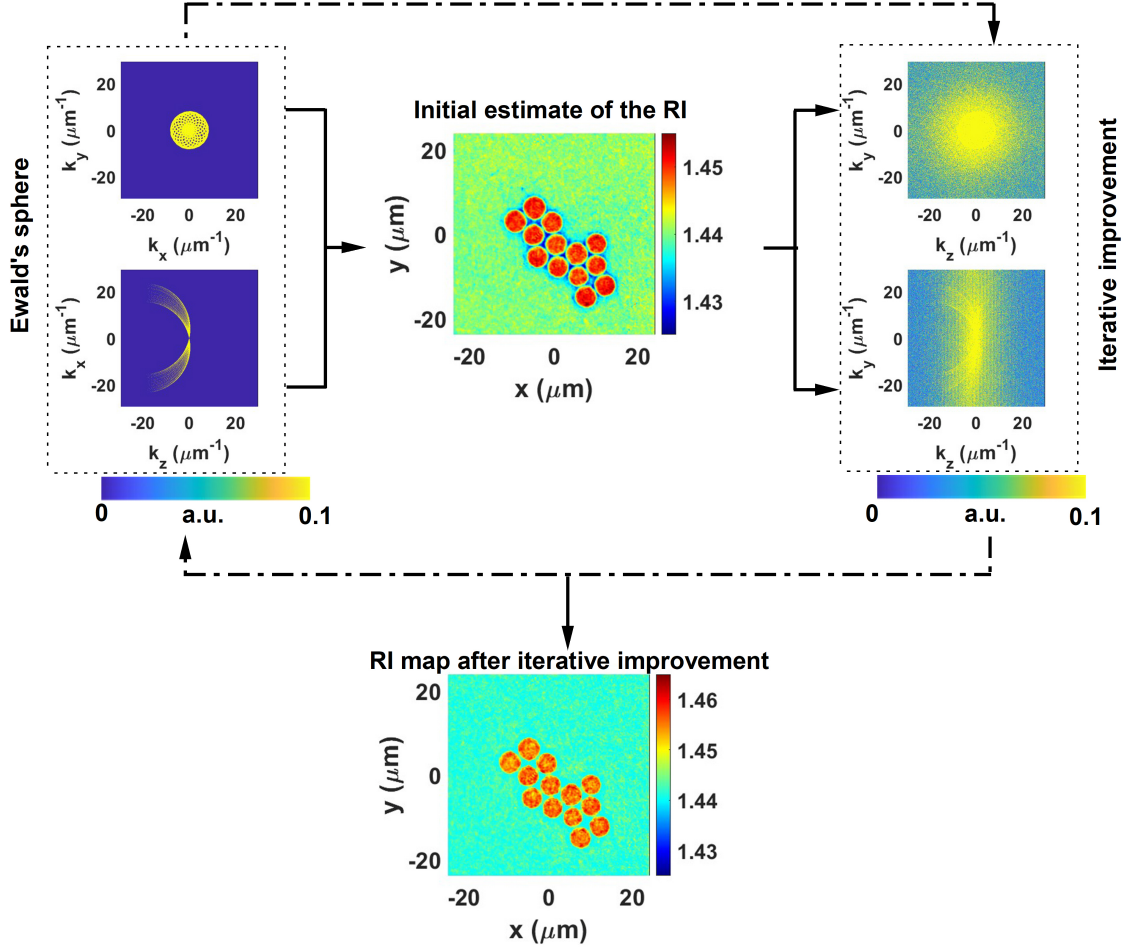 Ewald's sphere
20
0
-20
k_y (μm^-1)
-20 0 20
k_x (μm^-1)
20
0
-20
k_x (μm^-1)
-20 0 20
k_z (μm^-1)
0 a.u. 0.1
Initial estimate of the RI
20
0
-20
y (μm)
-20 0 20
x (μm)
1.45
1.44
1.43
Iterative improvement
20
0
-20
k_y (μm^-1)
-20 0 20
k_z (μm^-1)
20
0
-20
k_y (μm^-1)
-20 0 20
k_z (μm^-1)
0 a.u. 0.1
RI map after iterative improvement
20
0
-20
y (μm)
-20 0 20
x (μm)
1.46
1.45
1.44
1.43